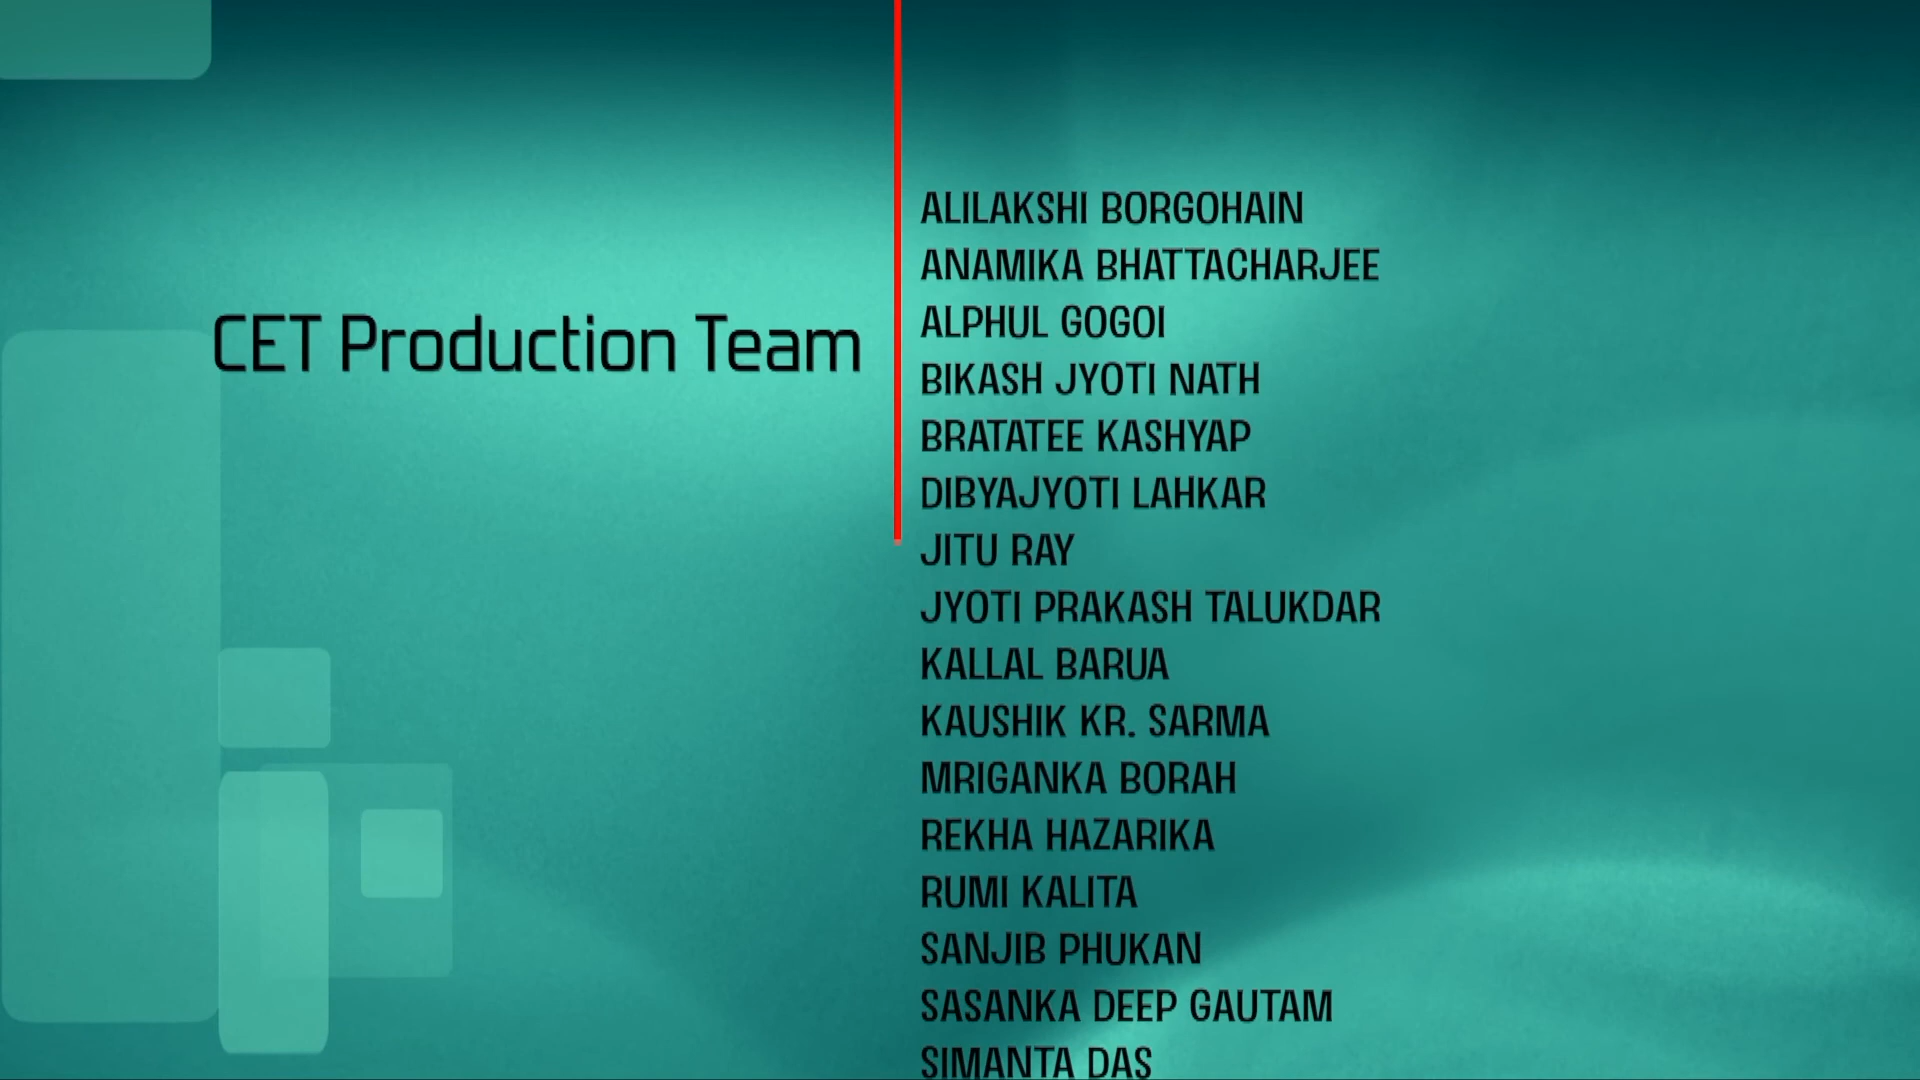 CET Production Team
ALILAKSHI BORGOHAIN
ANAMIKA BHATTACHARJEE
ALPHUL GOGOI
BIKASH JYOTI NATH
BRATATEE KASHYAP
DIBYAJYOTI LAHKAR
JITU RAY
JYOTI PRAKASH TALUKDAR
KALLAL BARUA
KAUSHIK KR. SARMA
MRIGANKA BORAH
REKHA HAZARIKA
RUMI KALITA
SANJIB PHUKAN
SASANKA DEEP GAUTAM
SIMANTA DAS